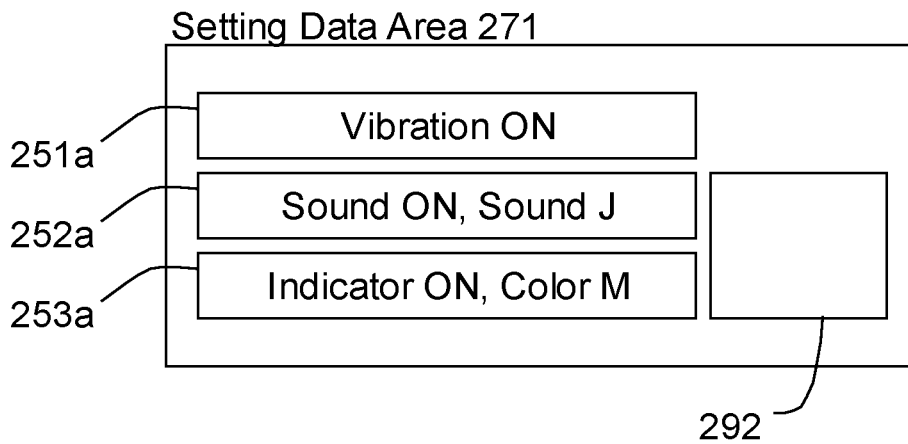 Setting Data Area 271
251a
Vibration ON
252a
Sound ON, Sound J
253a
Indicator ON, Color M
292